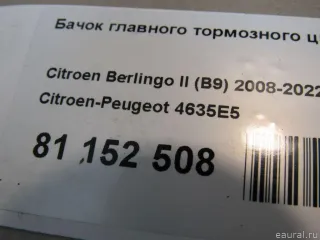 Бачок главного тормозного ц
Citroen Berlingo II (B9) 2008-2022
Citroen-Peugeot 4635E5
81 152 508
eaural.ru